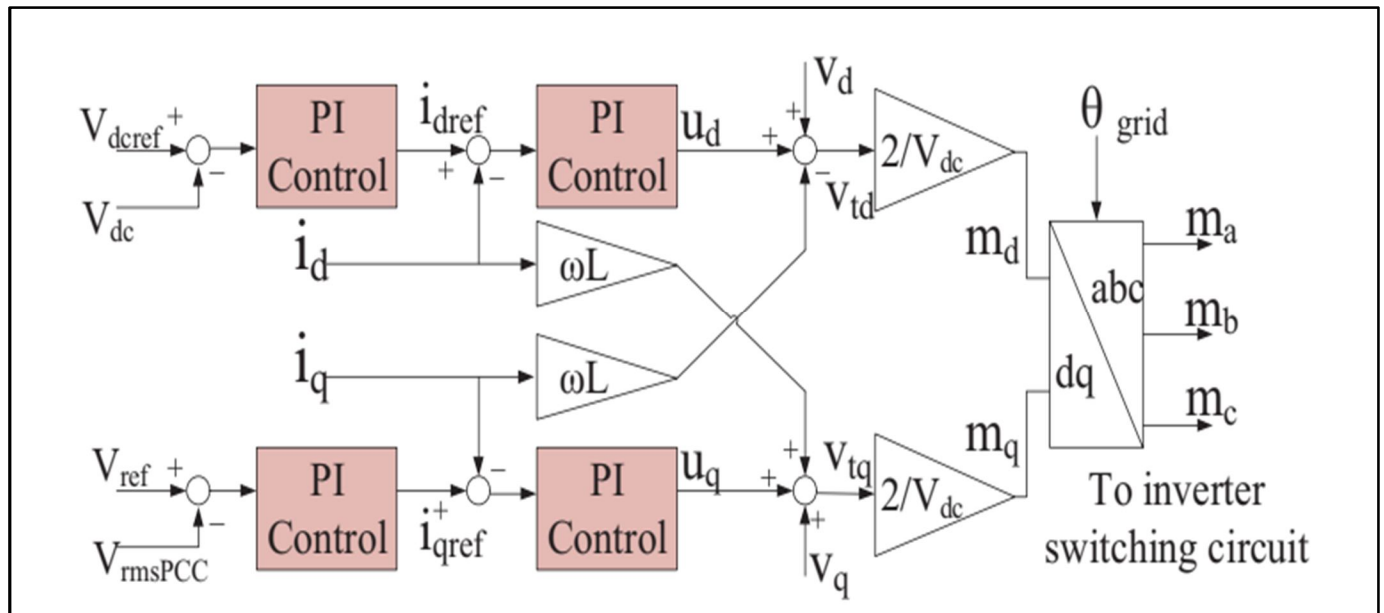 V_d
V_dcref + −
PI Control
i_dref + −
PI Control
u_d + + −
2/V_dc
θ grid
V_dc
V_td
i_d
ωL
m_d
m_a
abc
m_b
i_q
ωL
dq
m_c
m_q
V_ref + −
PI Control
− + i_qref
PI Control
u_q + + +
V_tq
2/V_dc
V_rmsPCC
V_q
To inverter
switching circuit